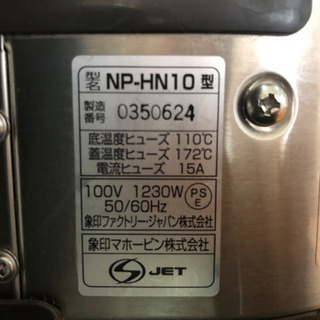 型名 NP-HN10 型
製造番号 0350624
底温度ヒューズ 110℃
蓋温度ヒューズ 172℃
電流ヒューズ 15A
100V 1230W
50/60Hz
PSE
象印ファクトリー・ジャパン株式会社
象印マホービン株式会社
JET